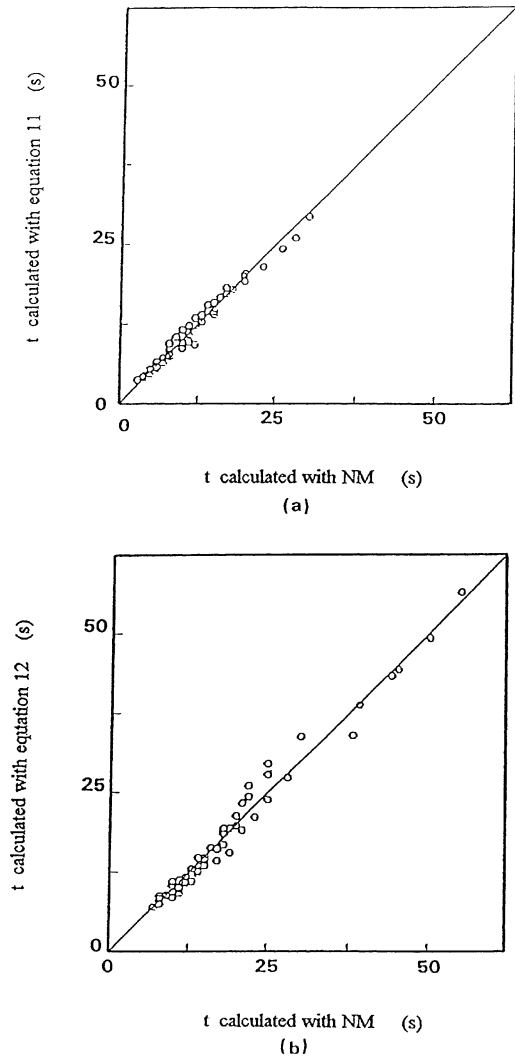 t calculated with equation 11 (s)
50
25
0
0 25 50
t calculated with NM (s)
(a)
t calculated with equtation 12 (s)
50
25
0
0 25 50
t calculated with NM (s)
(b)